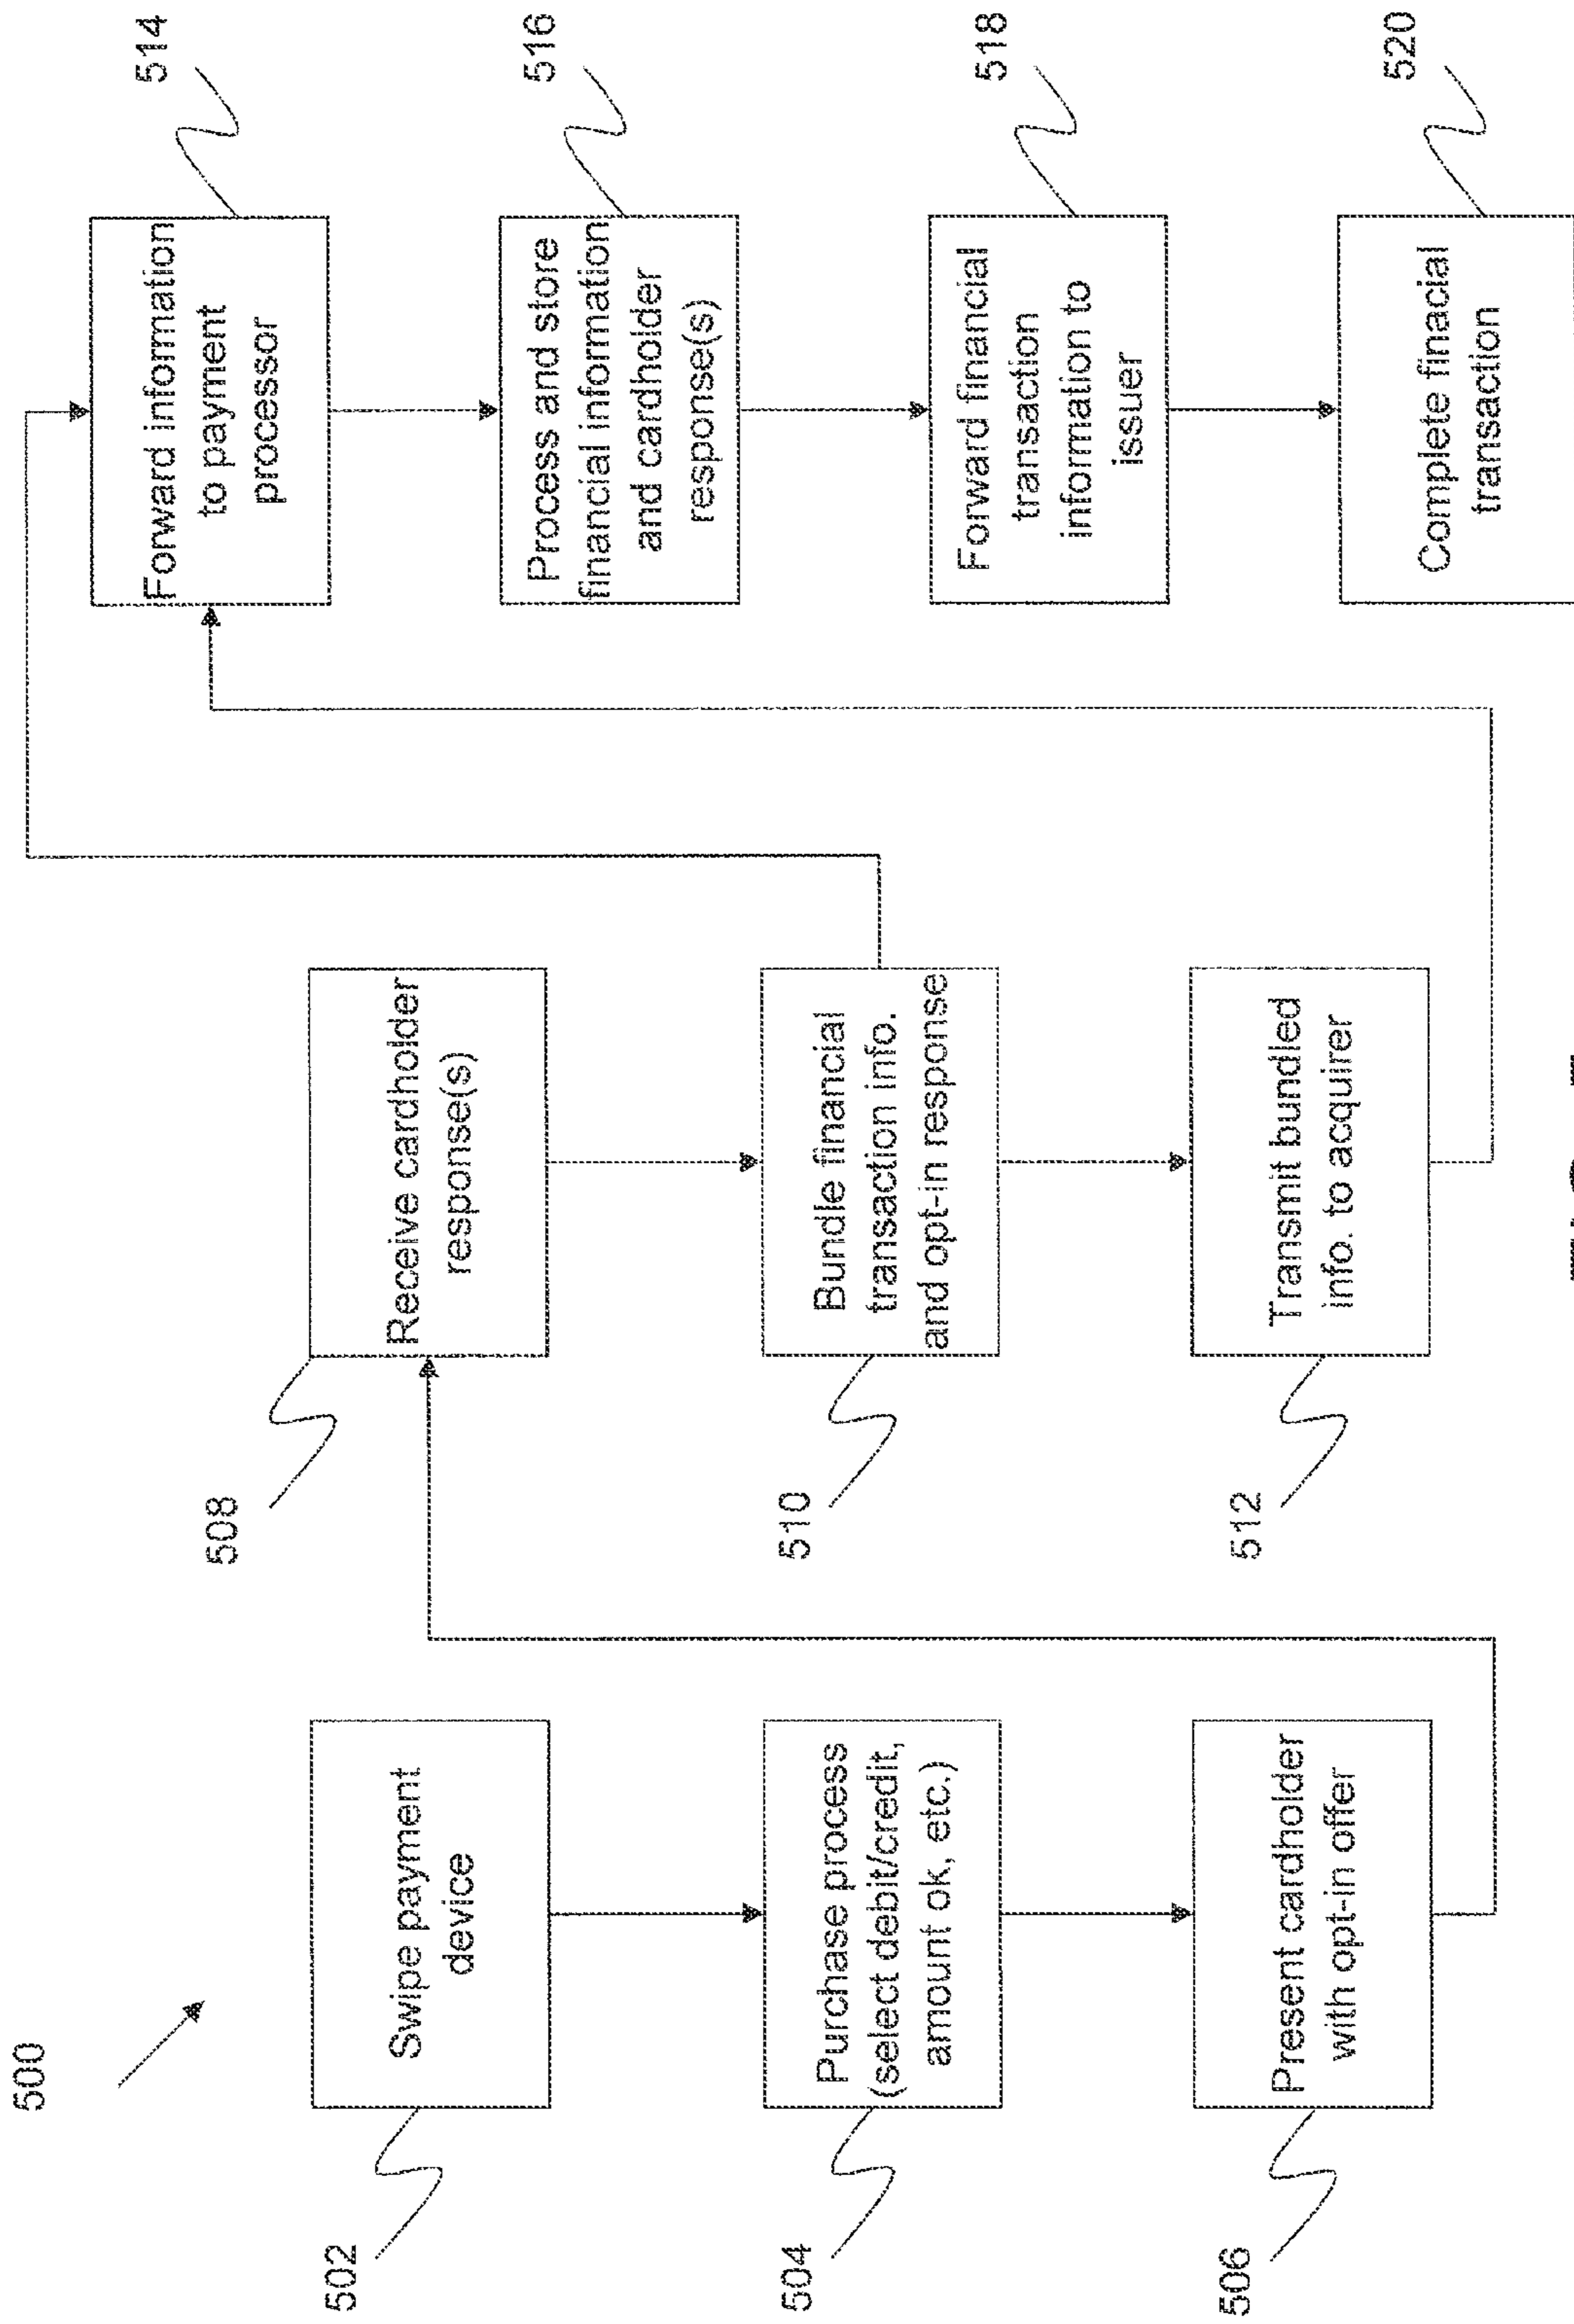 500
502
Swipe payment
device
504
Purchase process
(select debit/credit,
amount ok, etc.)
506
Present cardholder
with opt-in offer
508
Receive cardholder
response(s)
510
Bundle financial
transaction info.
and opt-in response
512
Transmit bundled
info. to acquirer
514
Forward information
to payment
processor
516
Process and store
financial information
and cardholder
response(s)
518
Forward financial
transaction
information to
issuer
520
Complete finacial
transaction